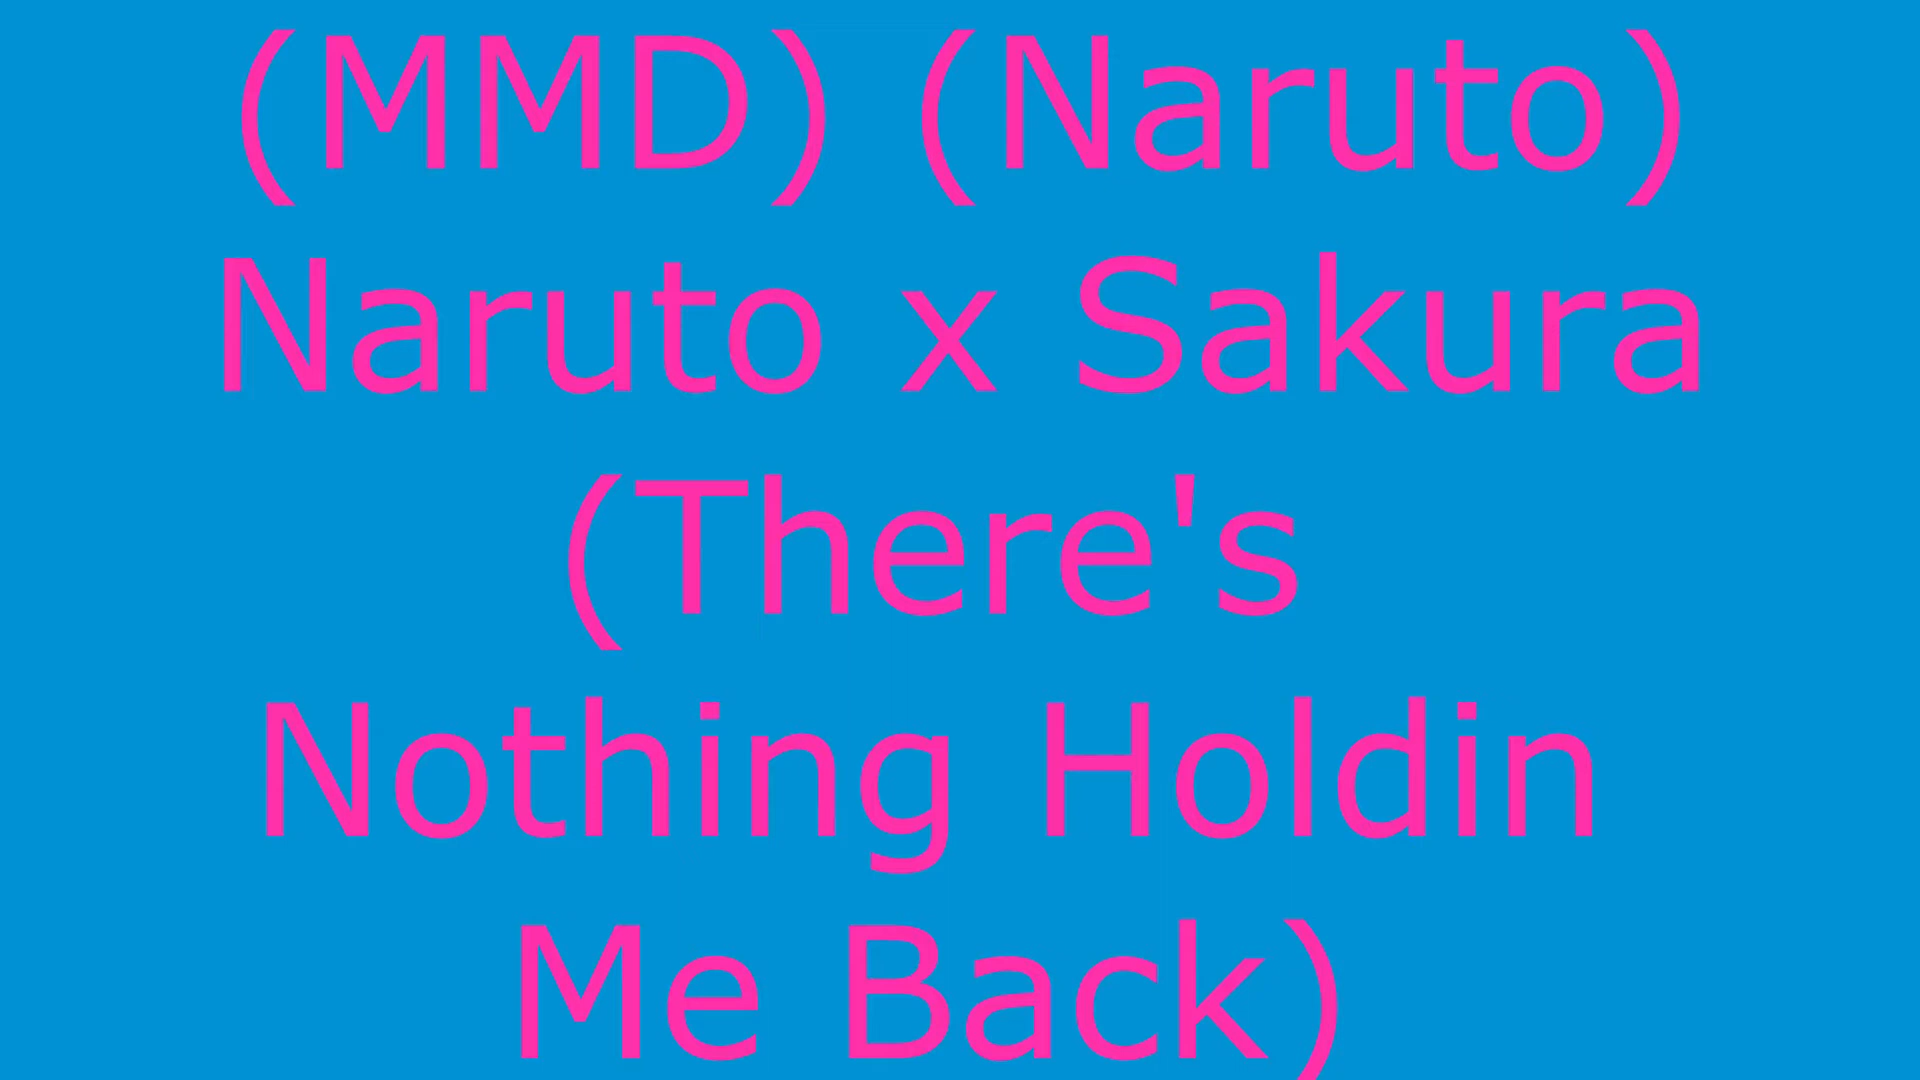 (MMD) (Naruto)
Naruto x Sakura
(There's
Nothing Holdin
Me Back)